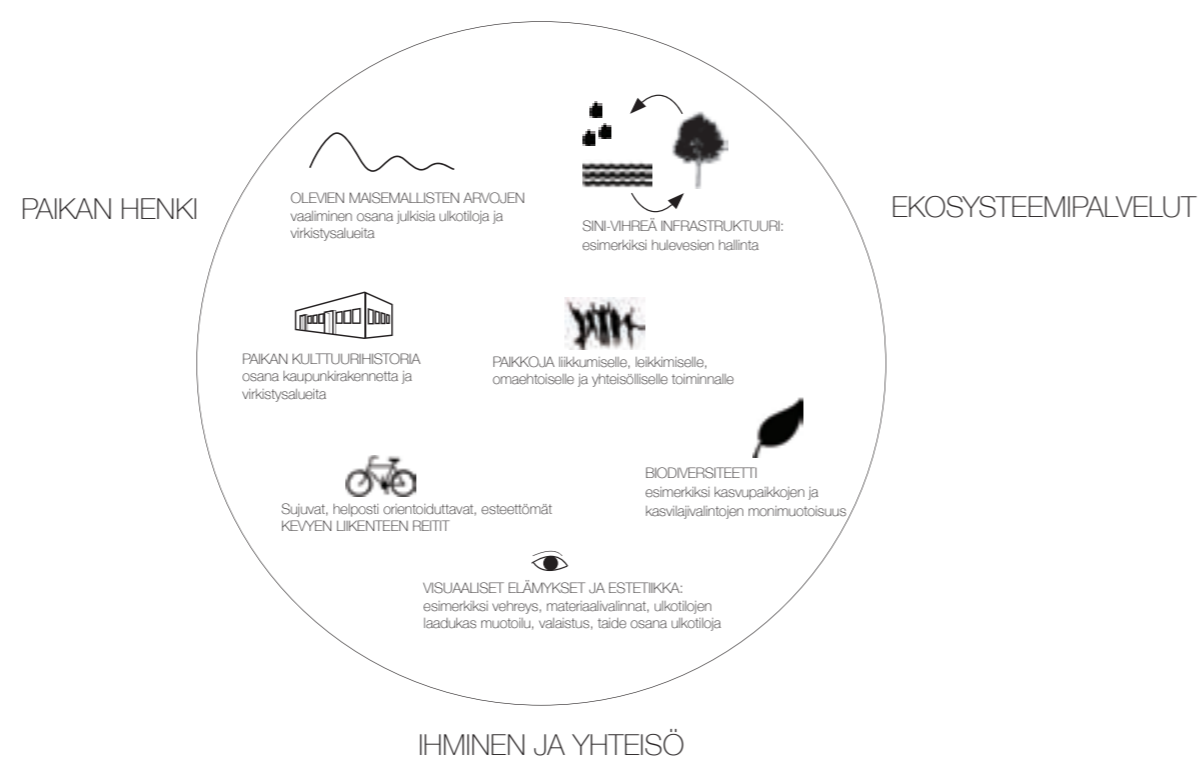 PAIKAN HENKI
EKOSYSTEEMIPALVELUT
OLEVIEN MAISEMALLISTEN ARVOJEN
vaaliminen osana julkisia ulkotiloja ja
virkistysalueita
SINI-VIHREÄ INFRASTRUKTUURI:
esimerkiksi hulevesien hallinta
PAIKAN KULTTUURIHISTORIA
osana kaupunkirakennetta ja
virkistysalueita
PAIKKOJA liikkumiselle, leikkimiselle,
omaehtoiselle ja yhteisölliselle toiminnalle
BIODIVERSITEETTI
esimerkiksi kasvupaikkojen ja
kasvilajivalintojen monimuotoisuus
Sujuvat, helposti orientoiduttavat, esteettömät
KEVYEN LIIKENTEEN REITIT
VISUAALISET ELÄMYKSET JA ESTETIIKKA:
esimerkiksi vehreys, materiaalivalinnat, ulkotilojen
laadukas muotoilu, valaistus, taide osana ulkotiloja
IHMINEN JA YHTEISÖ